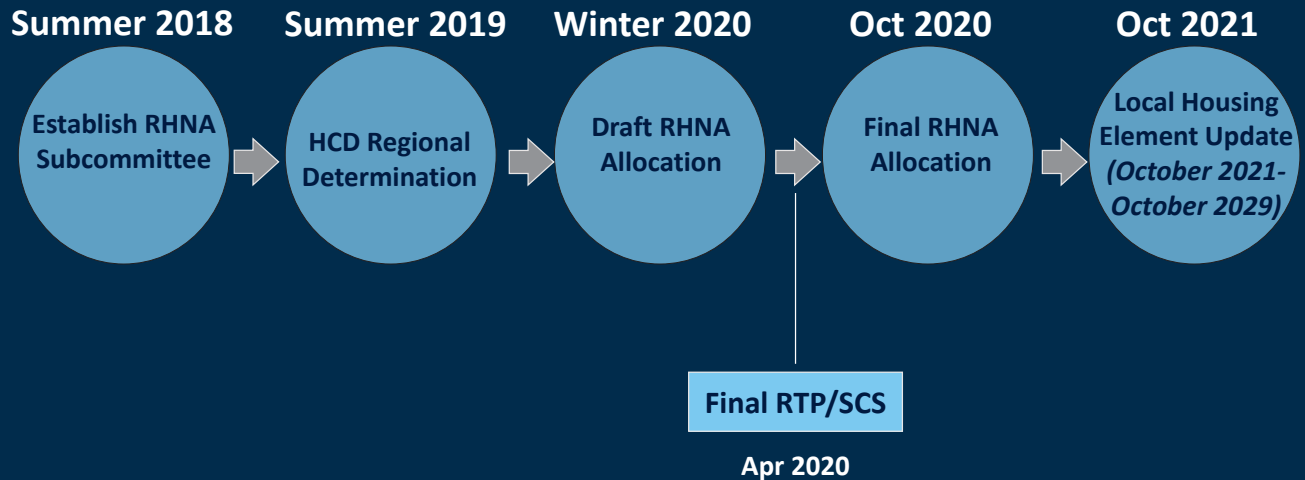 Summer 2018
Establish RHNA
Subcommittee
Summer 2019
HCD Regional
Determination
Winter 2020
Draft RHNA
Allocation
Oct 2020
Final RHNA
Allocation
Oct 2021
Local Housing
Element Update
(October 2021-
October 2029)
Final RTP/SCS
Apr 2020